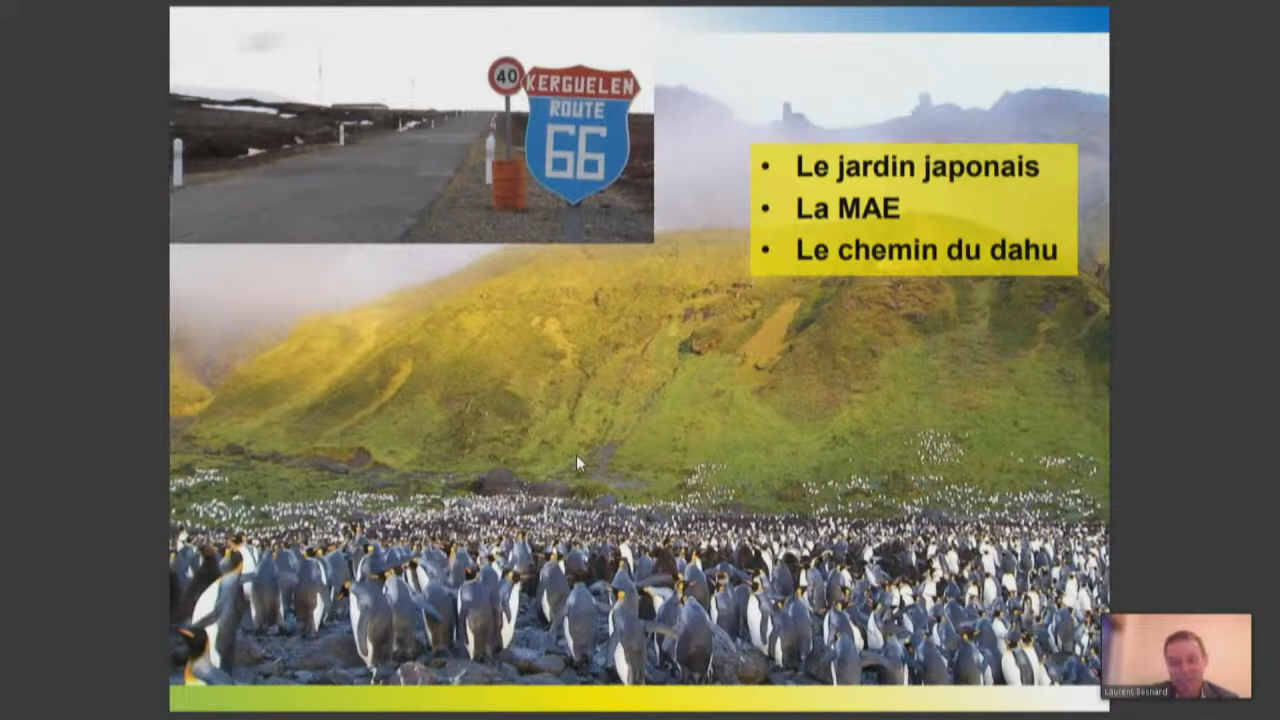 40
KERGUELEN
ROUTE
66
• Le jardin japonais
• La MAE
• Le chemin du dahu
Laurent Besnard